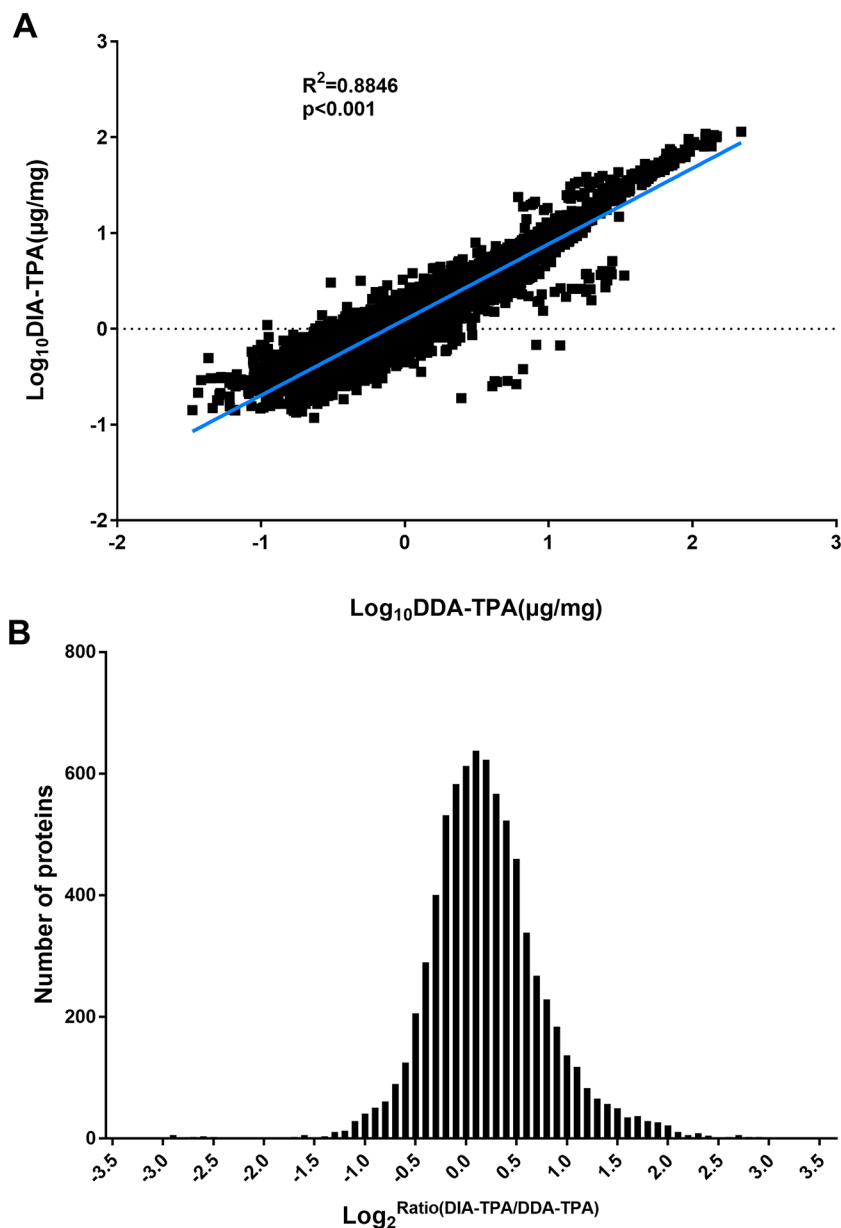 A
R²=0.8846
p<0.001
3
2
1
0
-1
-2
Log₁₀DIA-TPA(µg/mg)
-2 -1 0 1 2 3
Log₁₀DDA-TPA(µg/mg)
B
800
600
400
200
0
Number of proteins
-3.5 -3.0 -2.5 -2.0 -1.5 -1.0 -0.5 0.0 0.5 1.0 1.5 2.0 2.5 3.0 3.5
Log₂Ratio(DIA-TPA/DDA-TPA)